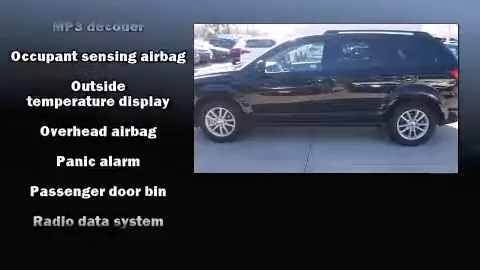 MP3 decoder
Occupant sensing airbag
Outside
temperature display
Overhead airbag
Panic alarm
Passenger door bin
Radio data system